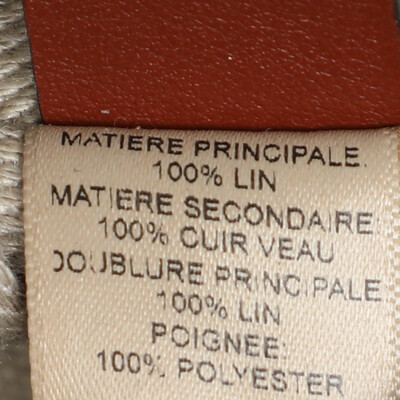 MATIERE PRINCIPALE:
100% LIN
MATIERE SECONDAIRE:
100% CUIR VEAU
DOUBLURE PRINCIPALE
100% LIN
POIGNEE:
100% POLYESTER